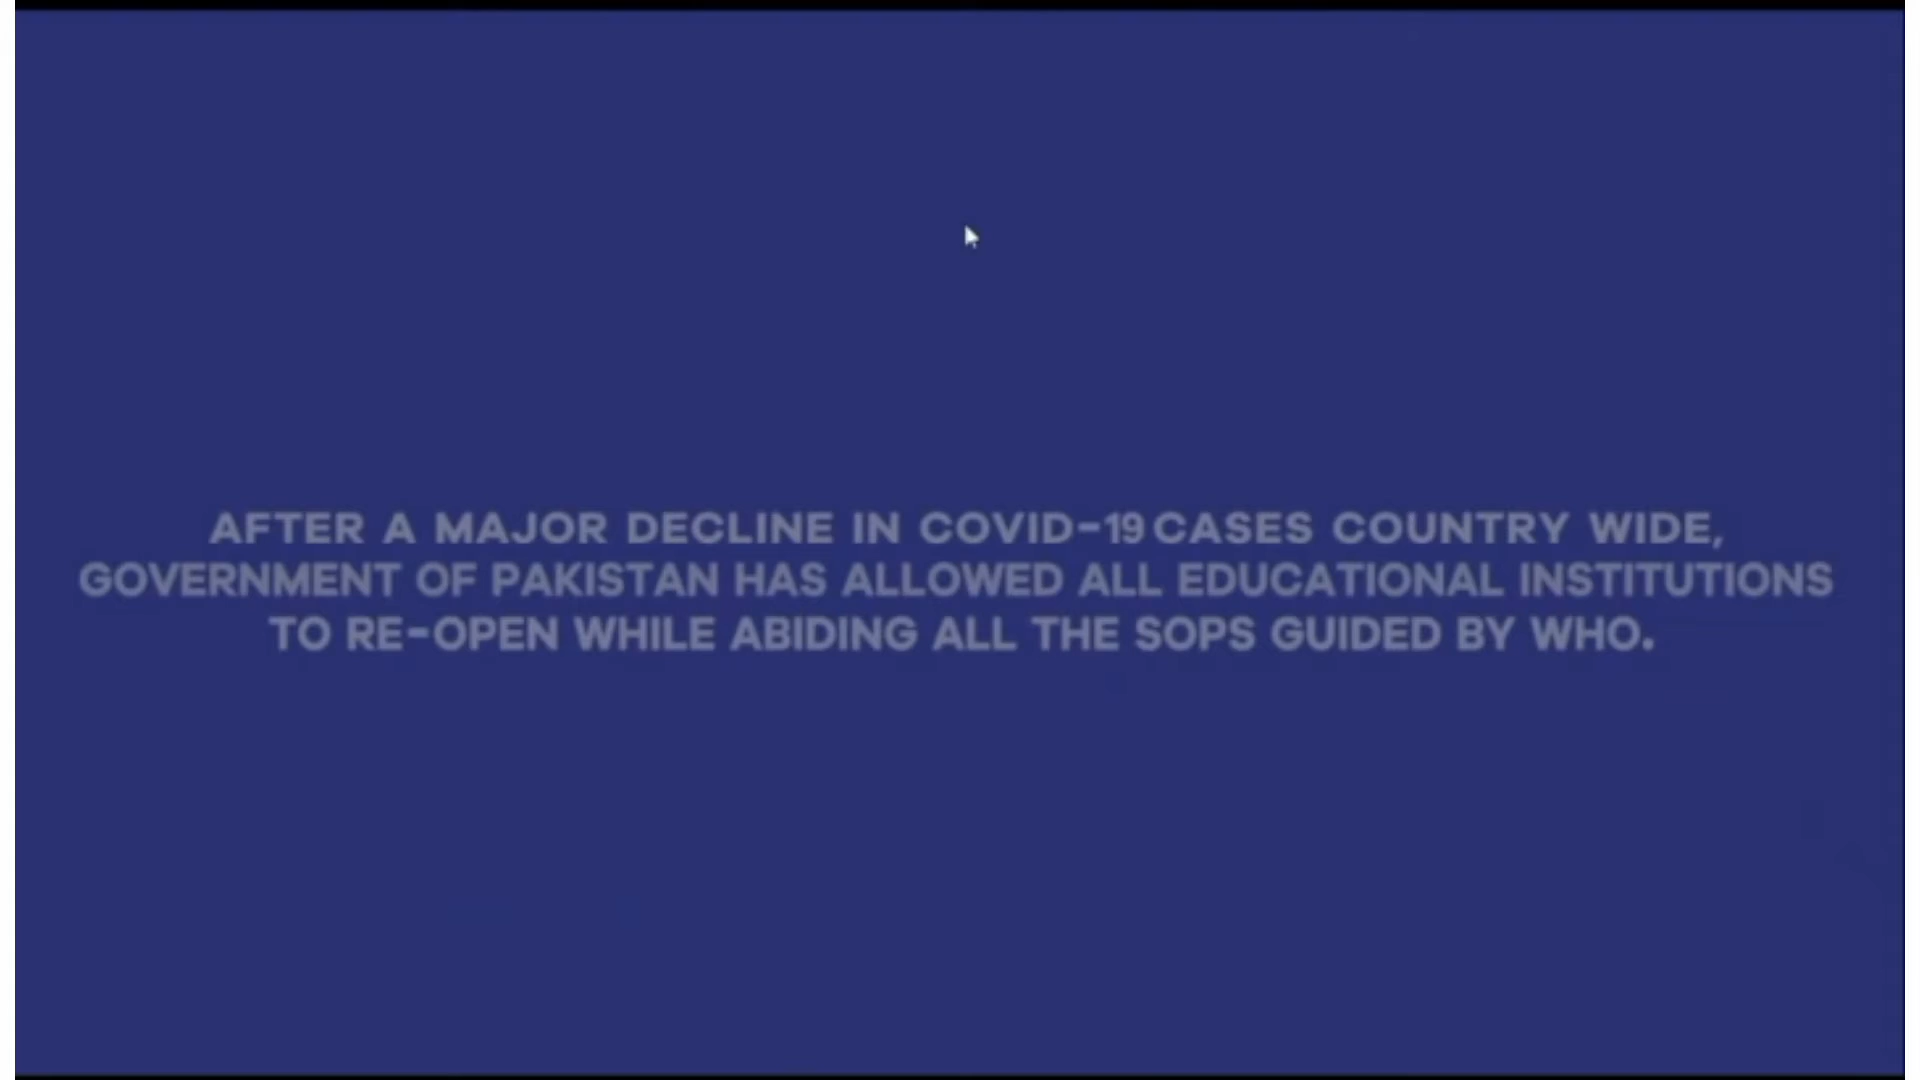 AFTER A MAJOR DECLINE IN COVID-19 CASES COUNTRY WIDE,
GOVERNMENT OF PAKISTAN HAS ALLOWED ALL EDUCATIONAL INSTITUTIONS
TO RE-OPEN WHILE ABIDING ALL THE SOPS GUIDED BY WHO.